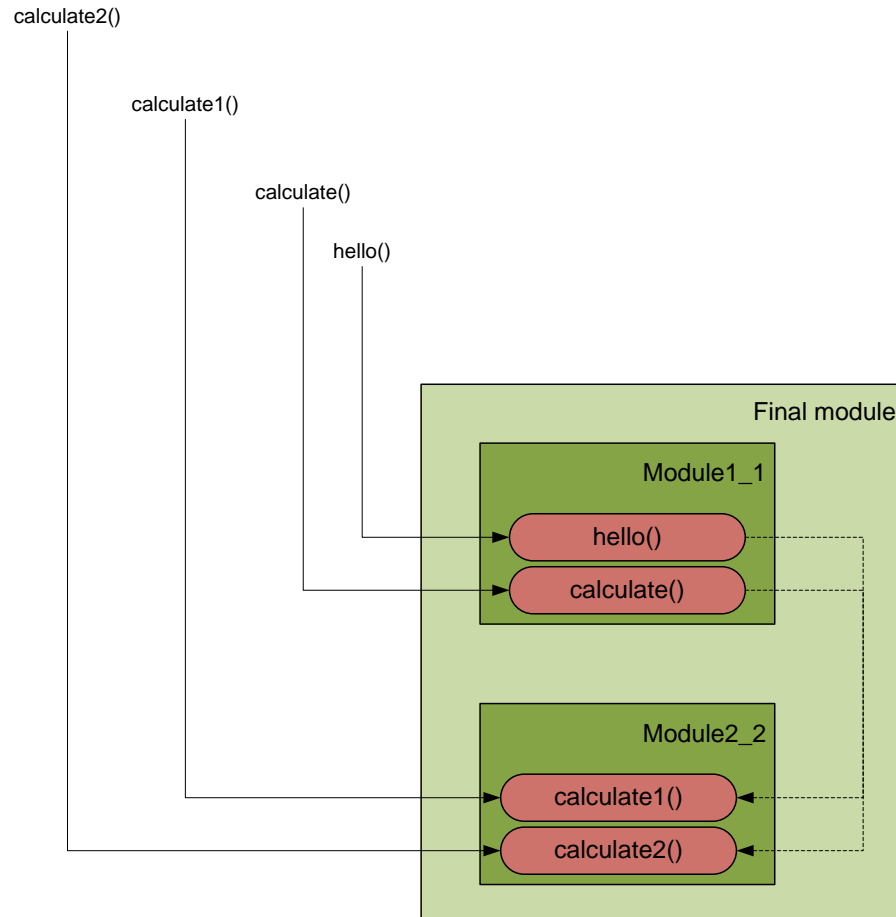 calculate2()
calculate1()
calculate()
hello()
Final module
Module1_1
hello()
calculate()
Module2_2
calculate1()
calculate2()